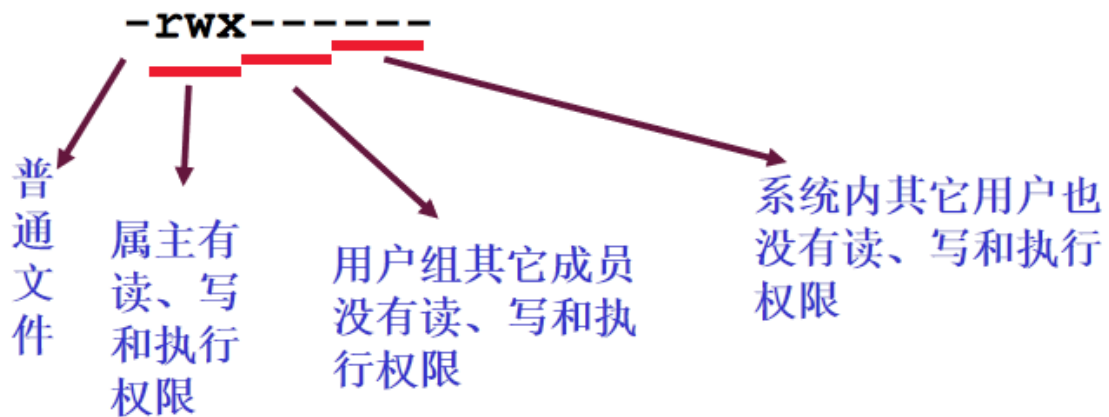 -rwx------
普
通
文
件
属主有
读、写
和执行
权限
用户组其它成员
没有读、写和执
行权限
系统内其它用户也
没有读、写和执行
权限